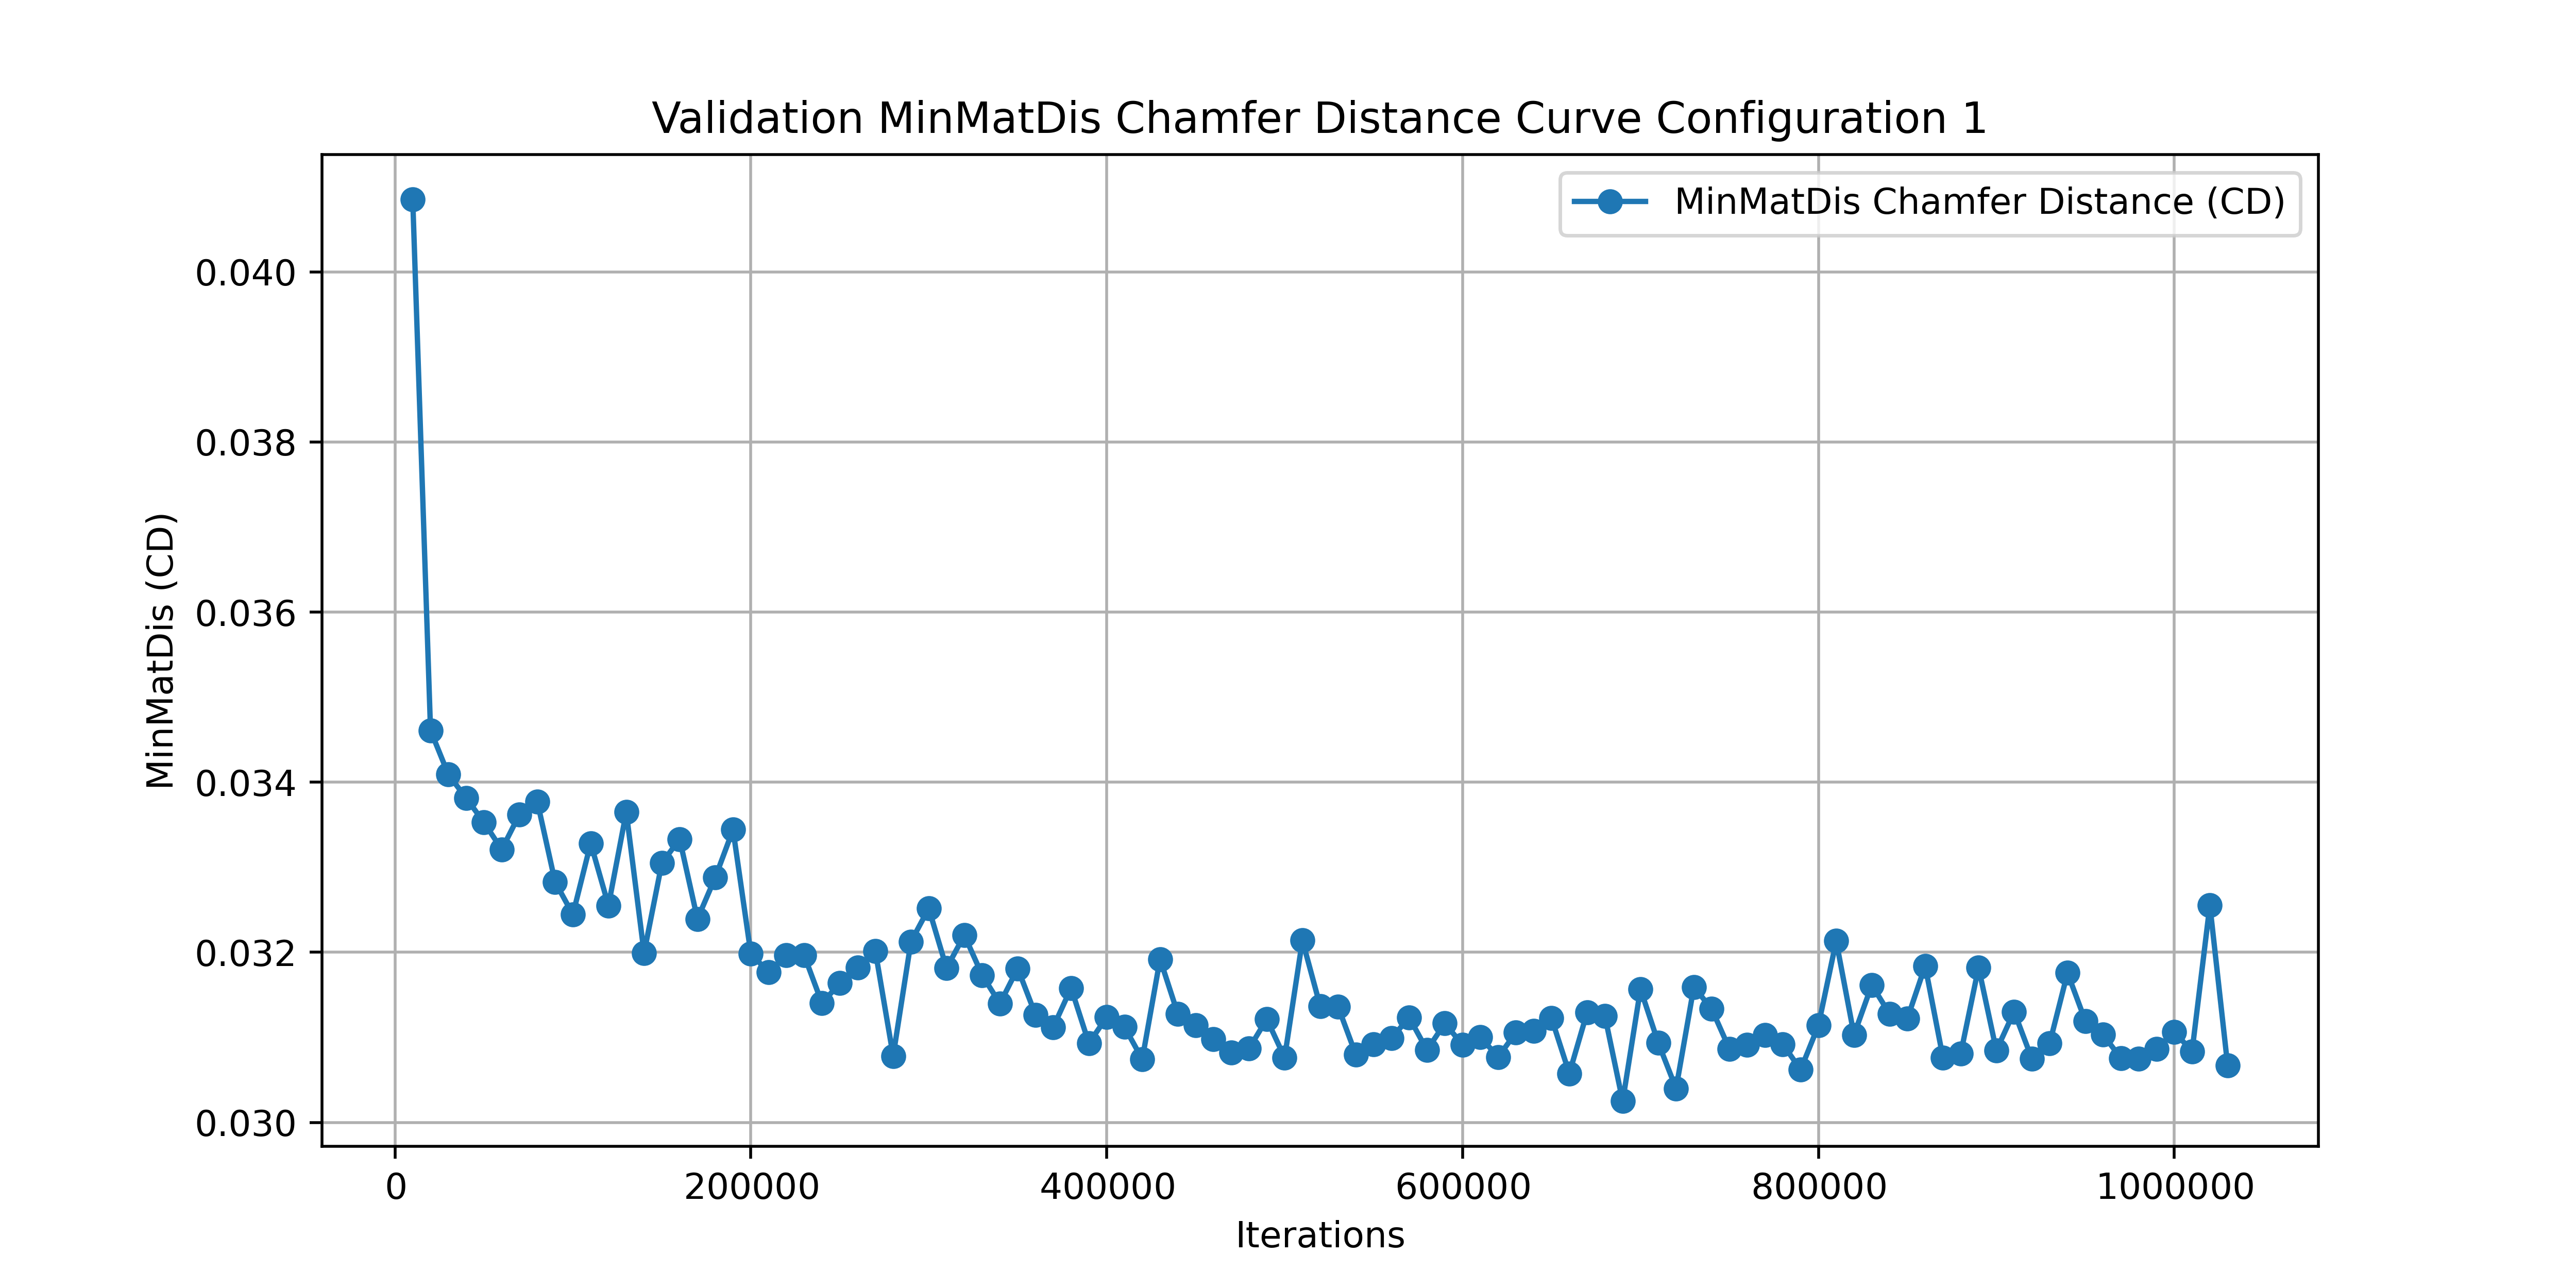 Validation MinMatDis Chamfer Distance Curve Configuration 1
MinMatDis Chamfer Distance (CD)
0.040
0.038
0.036
0.034
0.032
0.030
MinMatDis (CD)
0 200000 400000 600000 800000 1000000
Iterations